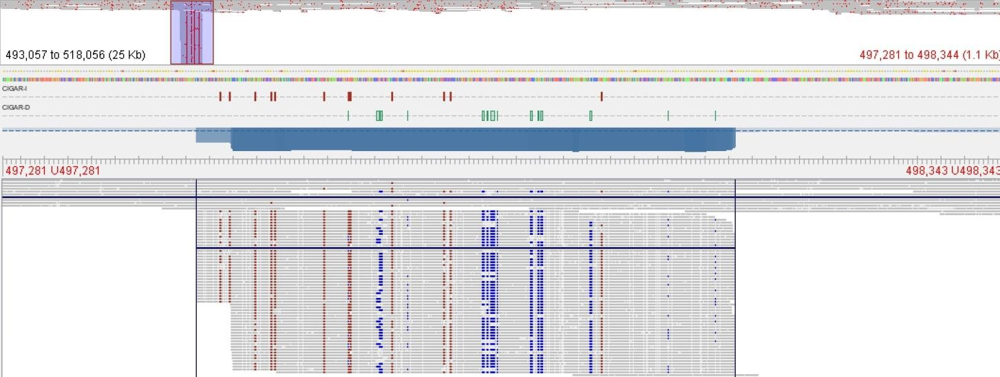 493,057 to 518,056 (25 Kb)
497,281 to 498,344 (1.1 Kb)
CIGAR-I
CIGAR-D
497,281 U497,281
498,343 U498,343